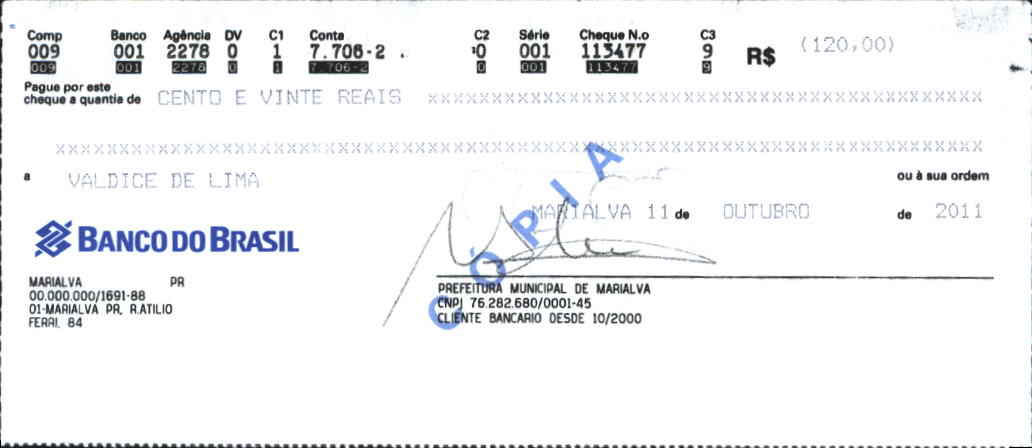 Comp Banco Agência DV C1 Conta C2 Série Cheque N.o C3
009 001 2278 0 1 7.706-2 0 001 113477 9 R$ (120,00)
009 001 2278 0 1 7.706-2 0 001 113477 9
Pague por este
cheque a quantia de CENTO E VINTE REAIS XXXXXXXXXXXXXXXXXXXXXXXXXXXXXXXXXXXXXXXXXXXXXXXX
XXXXXXXXXXXXXXXXXXXXXXXXXXXXXXXXXXXXXXXXXXXXXXXXXXXXXXXXXXXXXXXXXXXXXXXXXXXXXXXX
a VALDICE DE LIMA ou à sua ordem
MARIALVA 11 de OUTUBRO de 2011
CÓPIA
BANCO DO BRASIL
MARIALVA PR
00.000.000/1691-88
01-MARIALVA PR, R.ATILIO
FERRI, 84
PREFEITURA MUNICIPAL DE MARIALVA
CNPJ 76.282.680/0001-45
CLIENTE BANCARIO DESDE 10/2000